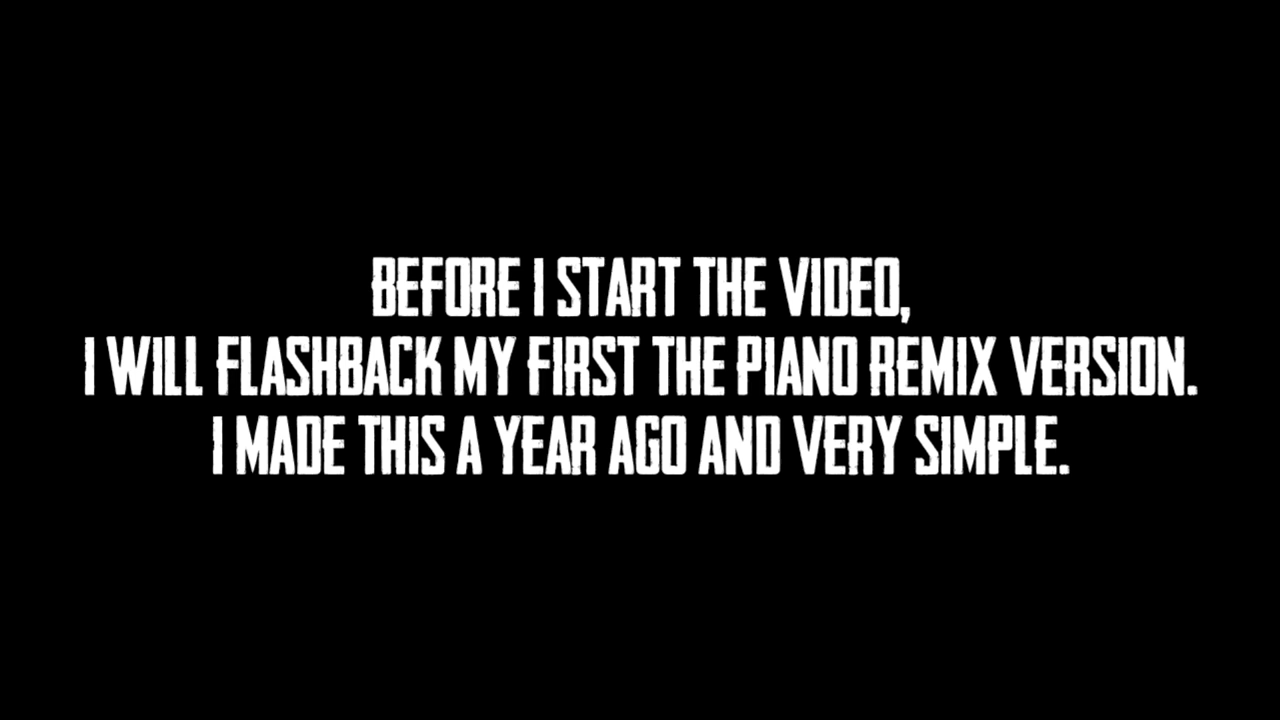 BEFORE I START THE VIDEO,
I WILL FLASHBACK MY FIRST THE PIANO REMIX VERSION.
I MADE THIS A YEAR AGO AND VERY SIMPLE.